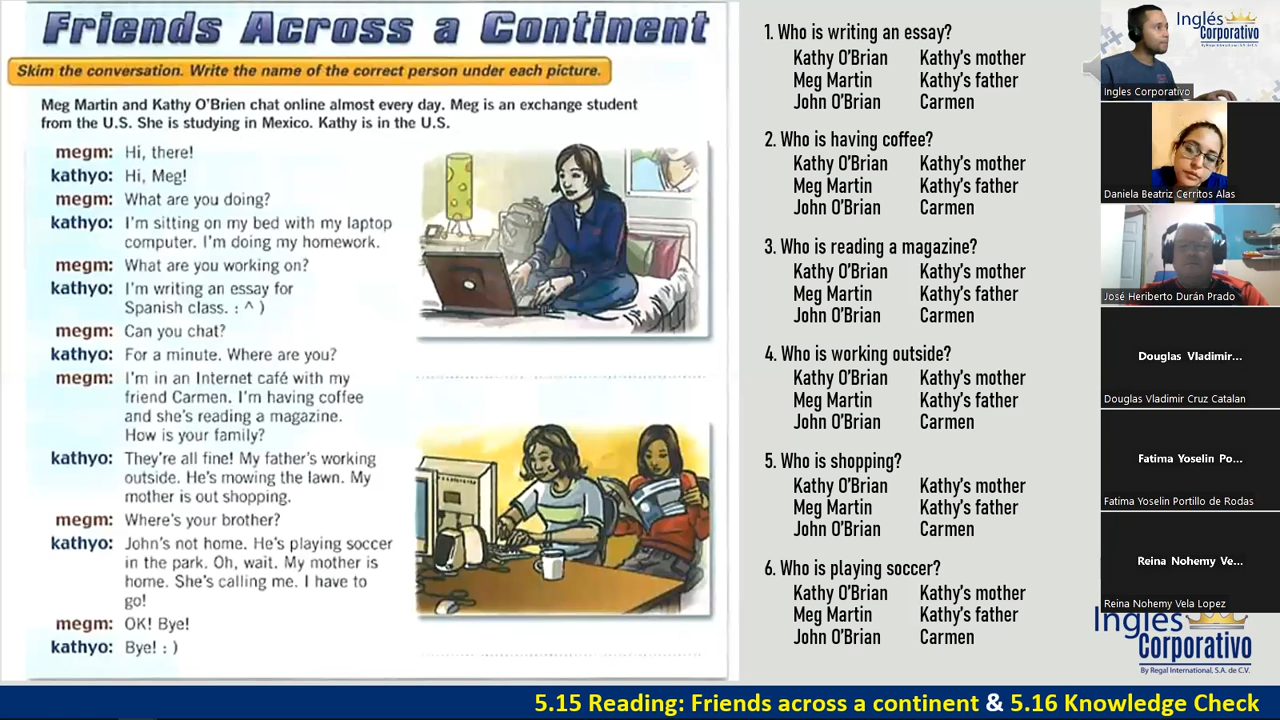 Friends Across a Continent
Skim the conversation. Write the name of the correct person under each picture.
Meg Martin and Kathy O'Brien chat online almost every day. Meg is an exchange student
from the U.S. She is studying in Mexico. Kathy is in the U.S.
megm: Hi, there!
kathyo: Hi, Meg!
megm: What are you doing?
kathyo: I'm sitting on my bed with my laptop
computer. I'm doing my homework.
megm: What are you working on?
kathyo: I'm writing an essay for
Spanish class. : ^ )
megm: Can you chat?
kathyo: For a minute. Where are you?
megm: I'm in an Internet café with my
friend Carmen. I'm having coffee
and she's reading a magazine.
How is your family?
kathyo: They're all fine! My father's working
outside. He's mowing the lawn. My
mother is out shopping.
megm: Where's your brother?
kathyo: John's not home. He's playing soccer
in the park. Oh, wait. My mother is
home. She's calling me. I have to
go!
megm: OK! Bye!
kathyo: Bye! : )
1. Who is writing an essay?
Kathy O'Brian Kathy's mother
Meg Martin Kathy's father
John O'Brian Carmen
2. Who is having coffee?
Kathy O'Brian Kathy's mother
Meg Martin Kathy's father
John O'Brian Carmen
3. Who is reading a magazine?
Kathy O'Brian Kathy's mother
Meg Martin Kathy's father
John O'Brian Carmen
4. Who is working outside?
Kathy O'Brian Kathy's mother
Meg Martin Kathy's father
John O'Brian Carmen
5. Who is shopping?
Kathy O'Brian Kathy's mother
Meg Martin Kathy's father
John O'Brian Carmen
6. Who is playing soccer?
Kathy O'Brian Kathy's mother
Meg Martin Kathy's father
John O'Brian Carmen
Inglés
Corporativo
By Regal International, S.A. de C.V.
Ingles Corporativo
Daniela Beatriz Cerritos Alas
José Heriberto Durán Prado
Douglas Vladimir...
Douglas Vladimir Cruz Catalan
Fatima Yoselin Po...
Fatima Yoselin Portillo de Rodas
Reina Nohemy Ve...
Reina Nohemy Vela Lopez
Inglés
Corporativo
By Regal International, S.A. de C.V.
5.15 Reading: Friends across a continent & 5.16 Knowledge Check